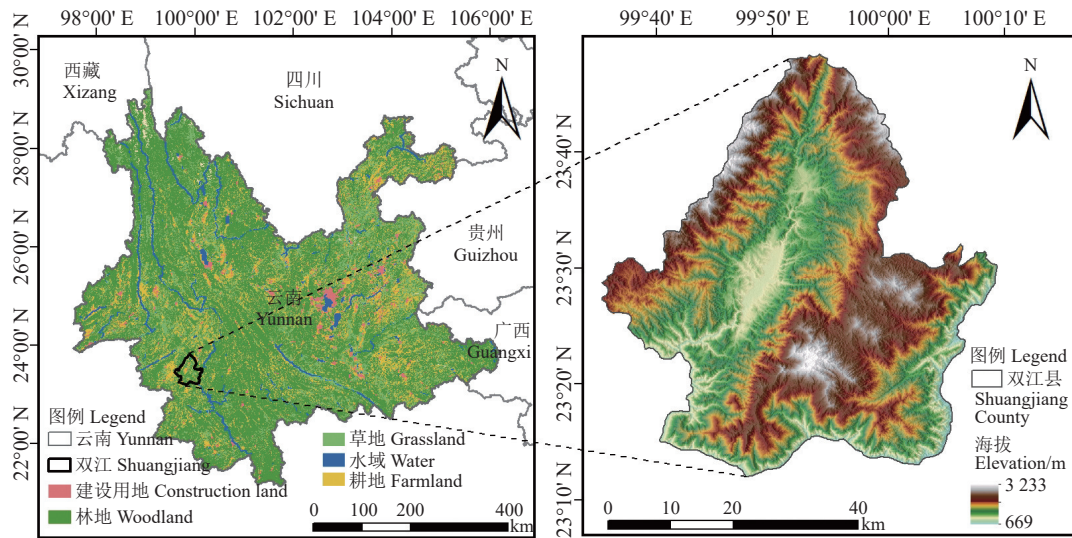 98°00′ E 100°00′ E 102°00′ E 104°00′ E 106°00′ E
30°00′ N
28°00′ N
26°00′ N
24°00′ N
22°00′ N
西藏
Xizang
四川
Sichuan
N
贵州
Guizhou
云南
Yunnan
广西
Guangxi
图例 Legend
云南 Yunnan
双江 Shuangjiang
建设用地 Construction land
林地 Woodland
草地 Grassland
水域 Water
耕地 Farmland
0 100 200 400
km
99°40′ E 99°50′ E 100°00′ E 100°10′ E
23°40′ N
23°30′ N
23°20′ N
23°10′ N
N
图例 Legend
双江县
Shuangjiang
County
海拔
Elevation/m
3 233
669
0 10 20 40
km